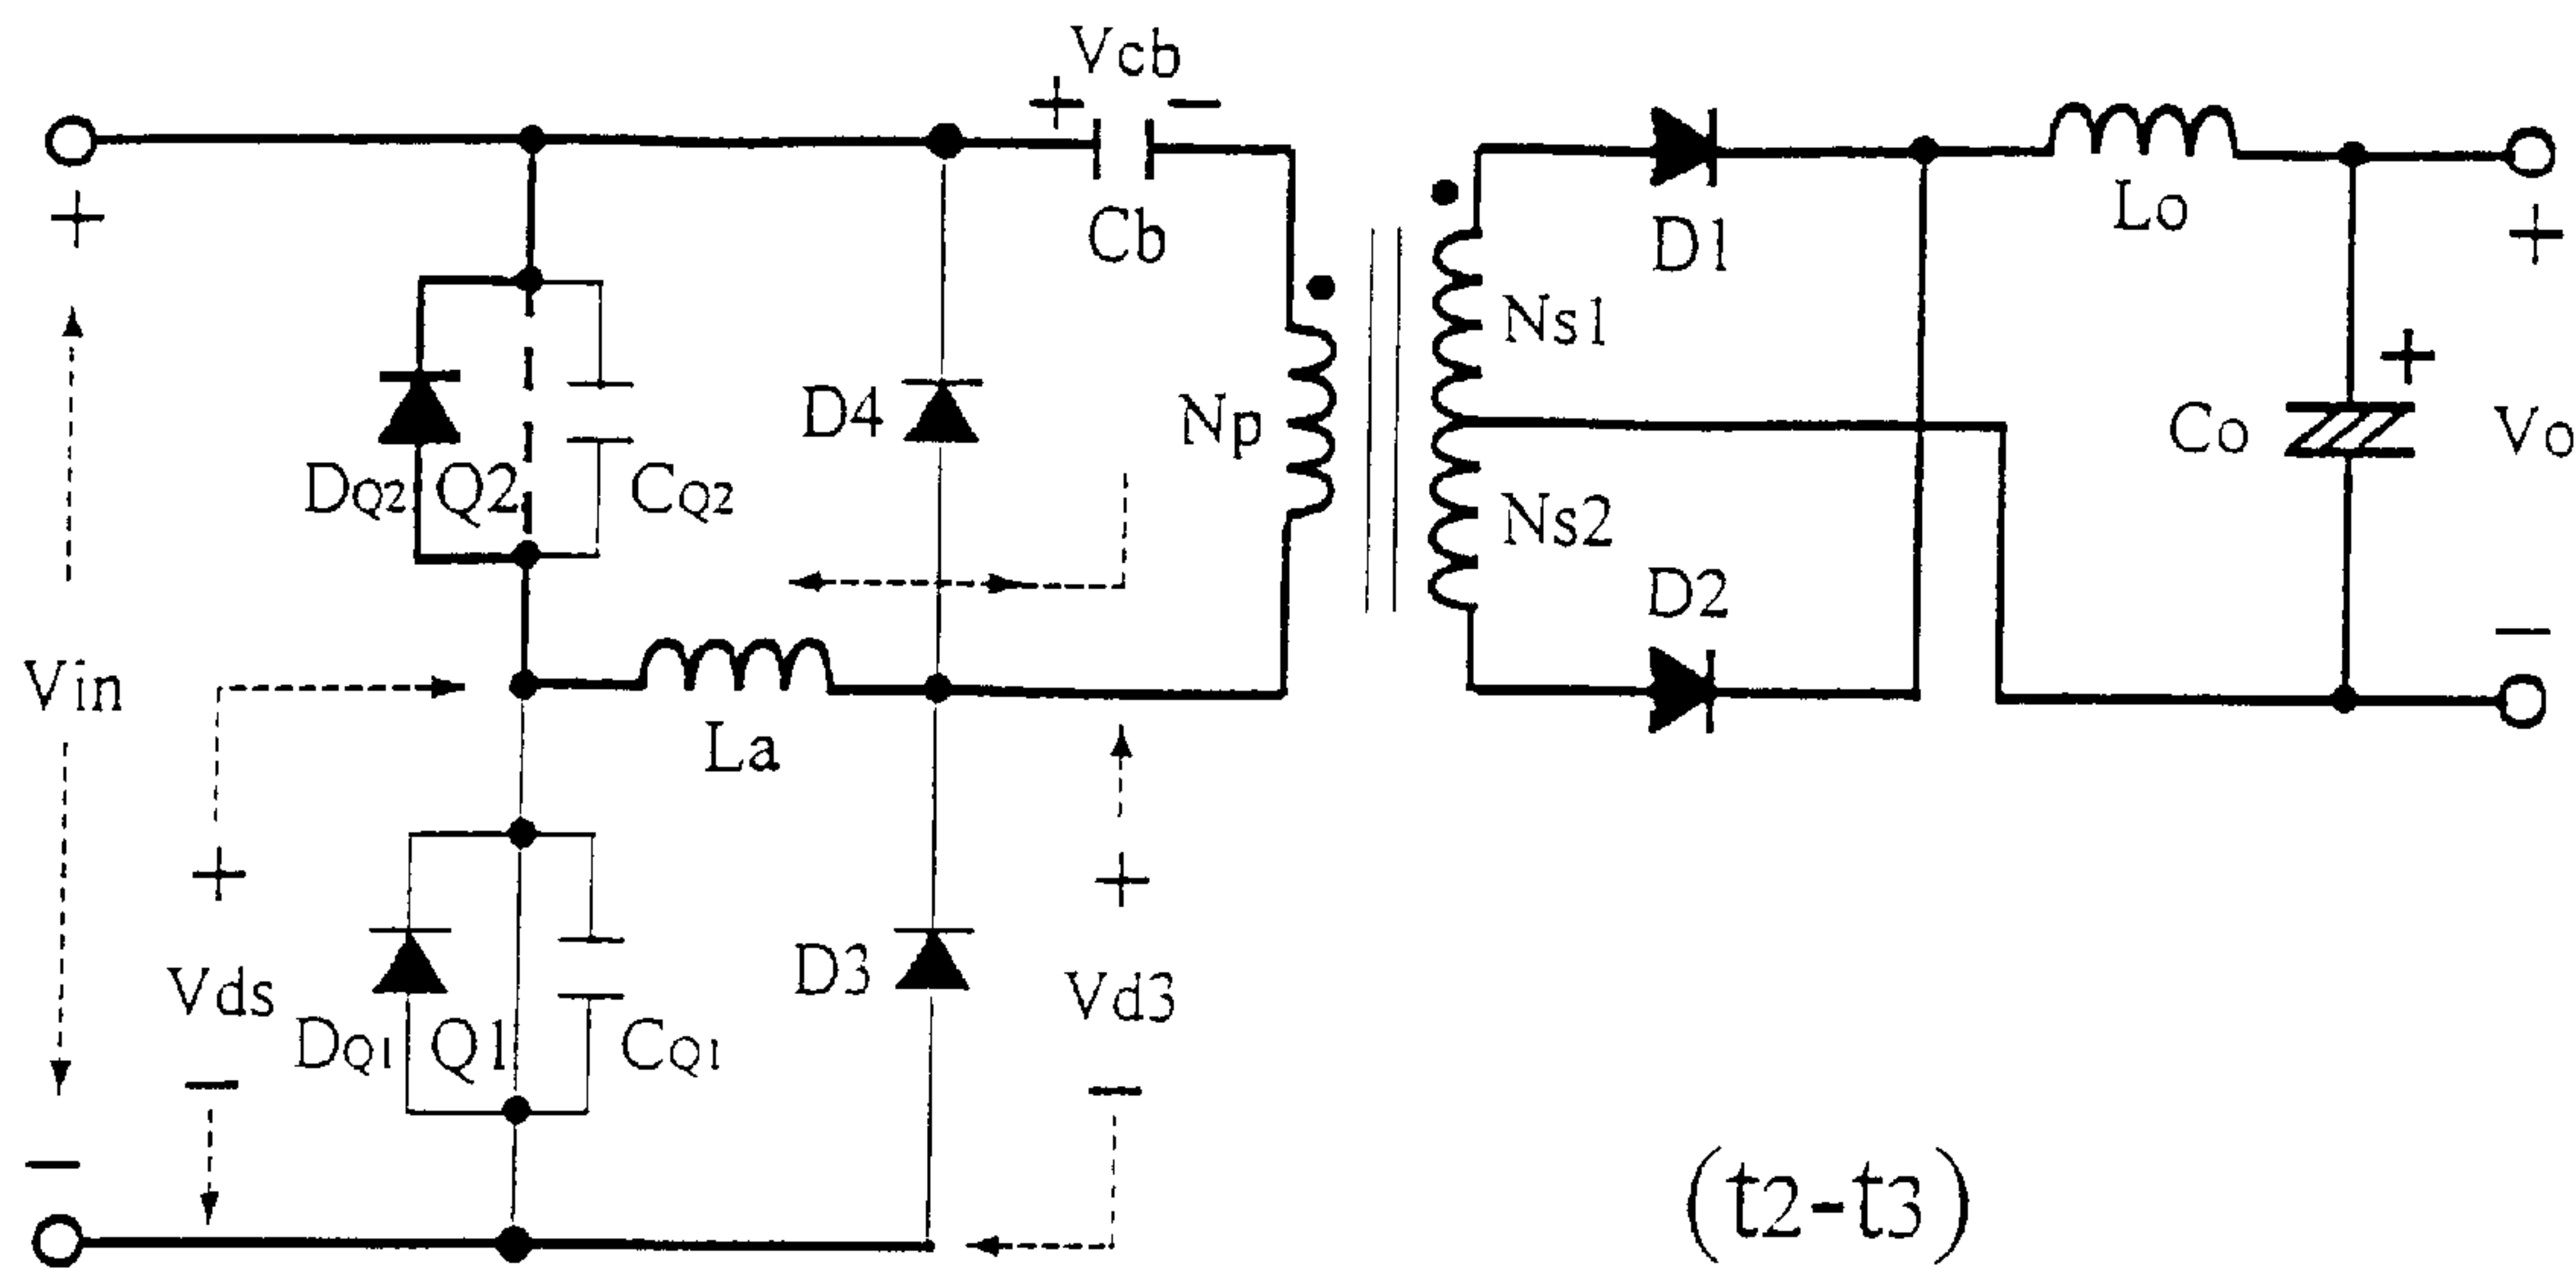 Vcb
+ −
Cb
+
D1
Lo
+
Ns1
+
D4
Np
Co
Vo
DQ2
Q2
CQ2
Ns2
D2
−
Vin
La
+
+
Vds
D3
Vd3
DQ1
Q1
CQ1
−
−
−
(t2-t3)